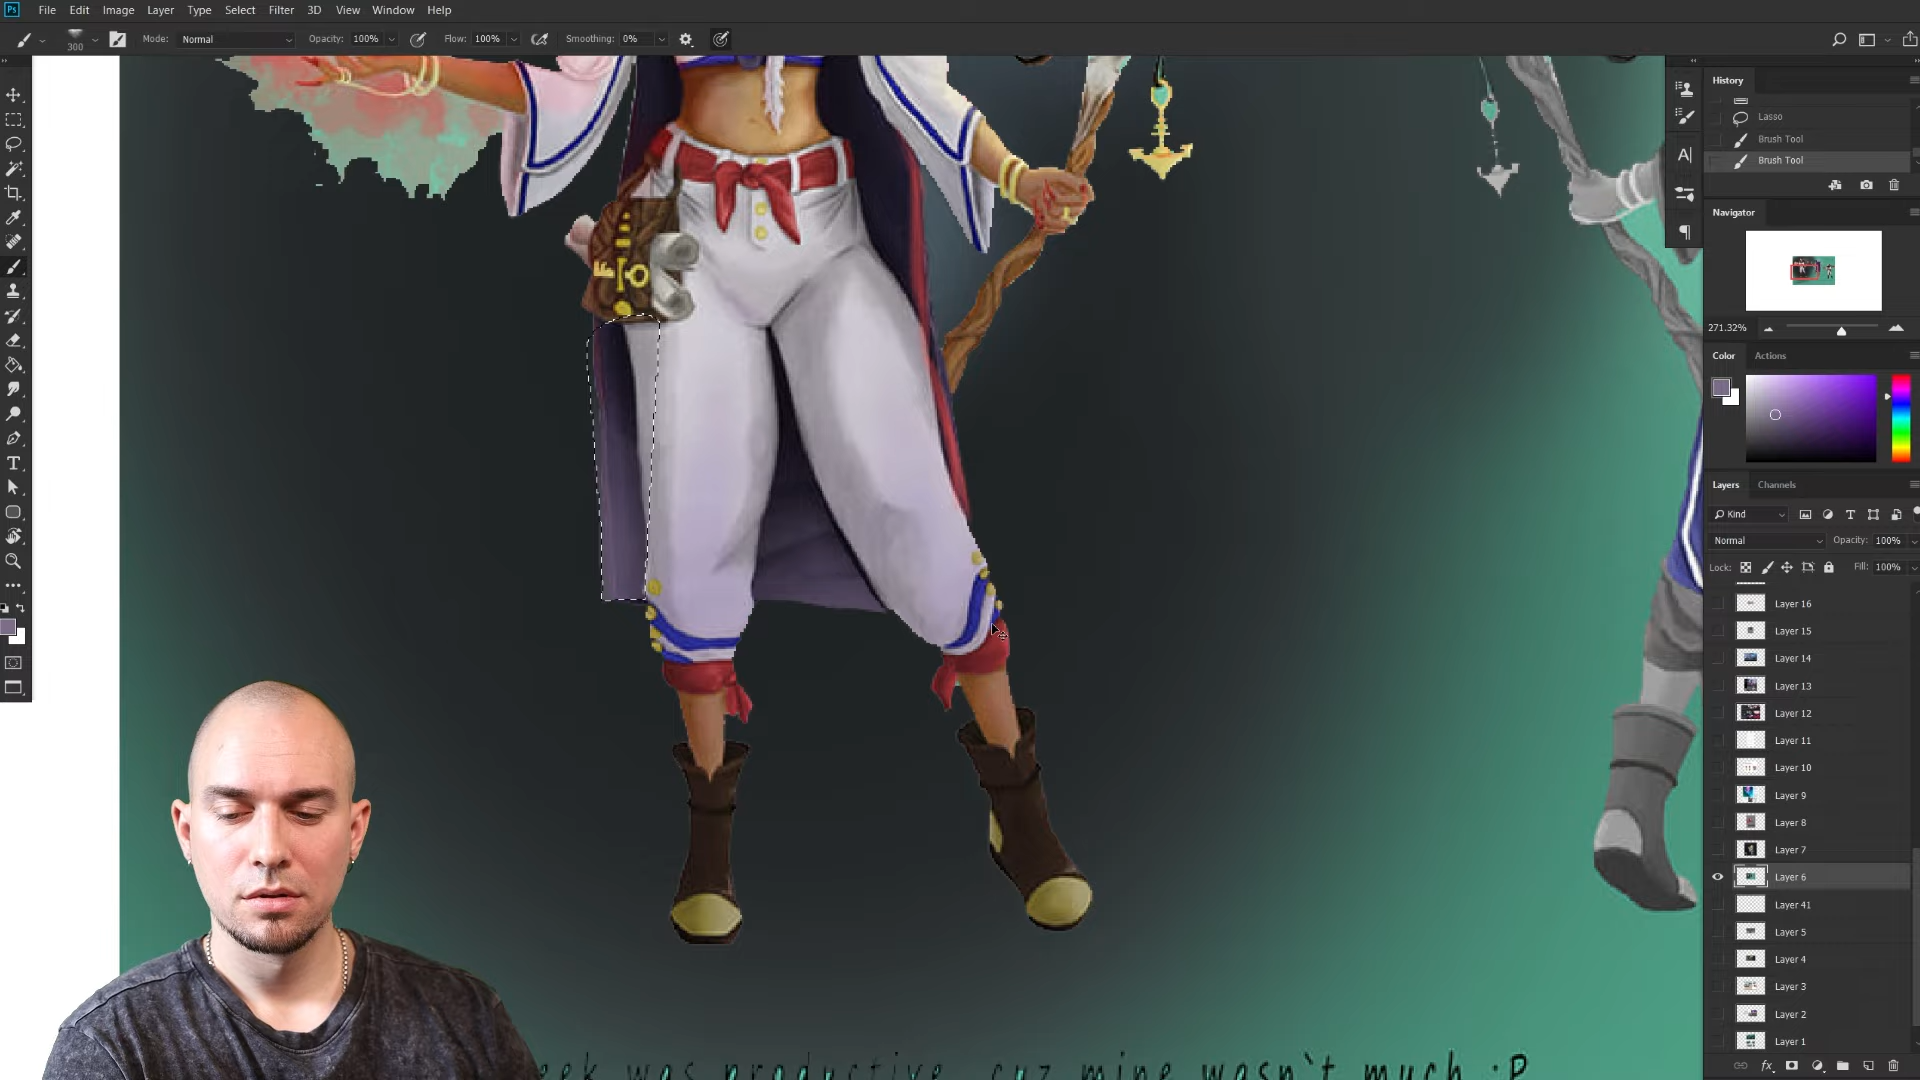 Ps File Edit Image Layer Type Select Filter 3D View Window Help
300 Mode: Normal Opacity: 100% Flow: 100% Smoothing: 0%
History
Lasso
Brush Tool
Brush Tool
Navigator
271.32%
Color Actions
Layers Channels
Kind
Normal Opacity: 100%
Lock: Fill: 100%
Layer 16
Layer 15
Layer 14
Layer 13
Layer 12
Layer 11
Layer 10
Layer 9
Layer 8
Layer 7
Layer 6
Layer 41
Layer 5
Layer 4
Layer 3
Layer 2
Layer 1
was productive, cuz mine wasn`t much :P